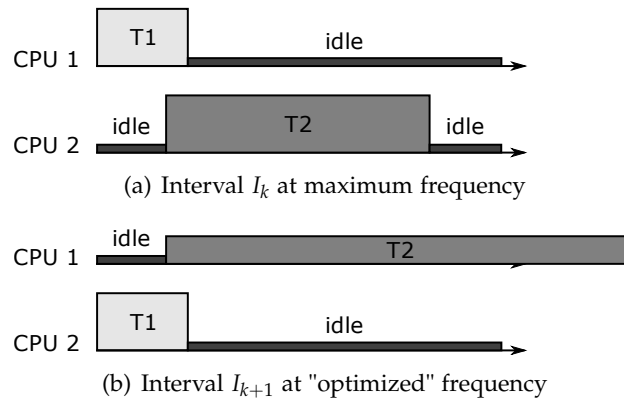 T1
idle
CPU 1
idle
T2
idle
CPU 2
(a) Interval I_k at maximum frequency
idle
T2
CPU 1
T1
idle
CPU 2
(b) Interval I_{k+1} at "optimized" frequency